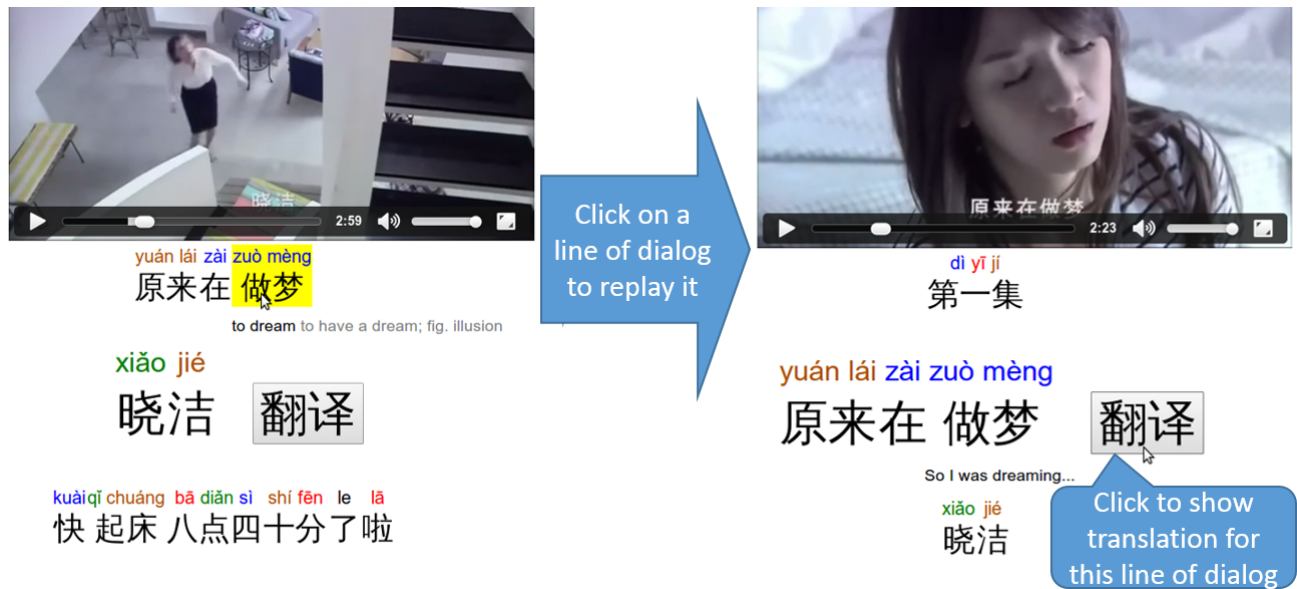 晓洁
2:59
yuán lái zài zuò mèng
原来在 做梦
to dream to have a dream; fig. illusion
xiǎo jié
晓洁 翻译
kuàiqǐ chuáng bā diǎn sì shí fēn le lā
快 起床 八点四十分了啦
Click on a
line of dialog
to replay it
原来在做梦
2:23
dì yī jí
第一集
yuán lái zài zuò mèng
原来在 做梦 翻译
So I was dreaming...
xiǎo jié
晓洁
Click to show
translation for
this line of dialog